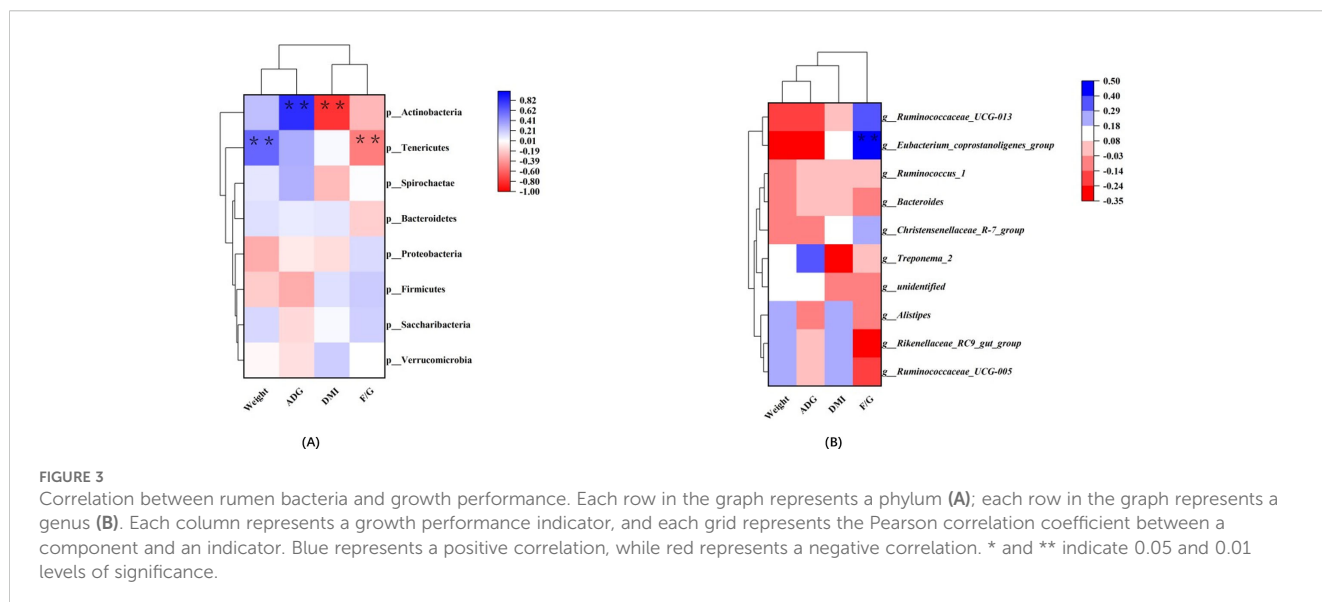 * *
* *
* *
* *
p__Actinobacteria
p__Tenericutes
p__Spirochaetae
p__Bacteroidetes
p__Proteobacteria
p__Firmicutes
p__Saccharibacteria
p__Verrucomicrobia
Weight
ADG
DMI
F/G
0.82
0.62
0.41
0.21
0.01
-0.19
-0.39
-0.60
-0.80
-1.00
(A)
* *
g__Ruminococcaceae_UCG-013
g__Eubacterium_coprostanoligenes_group
g__Ruminococcus_1
g__Bacteroides
g__Christensenellaceae_R-7_group
g__Treponema_2
g__unidentified
g__Alistipes
g__Rikenellaceae_RC9_gut_group
g__Ruminococcaceae_UCG-005
Weight
ADG
DMI
F/G
0.50
0.40
0.29
0.18
0.08
-0.03
-0.14
-0.24
-0.35
(B)
FIGURE 3
Correlation between rumen bacteria and growth performance. Each row in the graph represents a phylum (A); each row in the graph represents a
genus (B). Each column represents a growth performance indicator, and each grid represents the Pearson correlation coefficient between a
component and an indicator. Blue represents a positive correlation, while red represents a negative correlation. * and ** indicate 0.05 and 0.01
levels of significance.